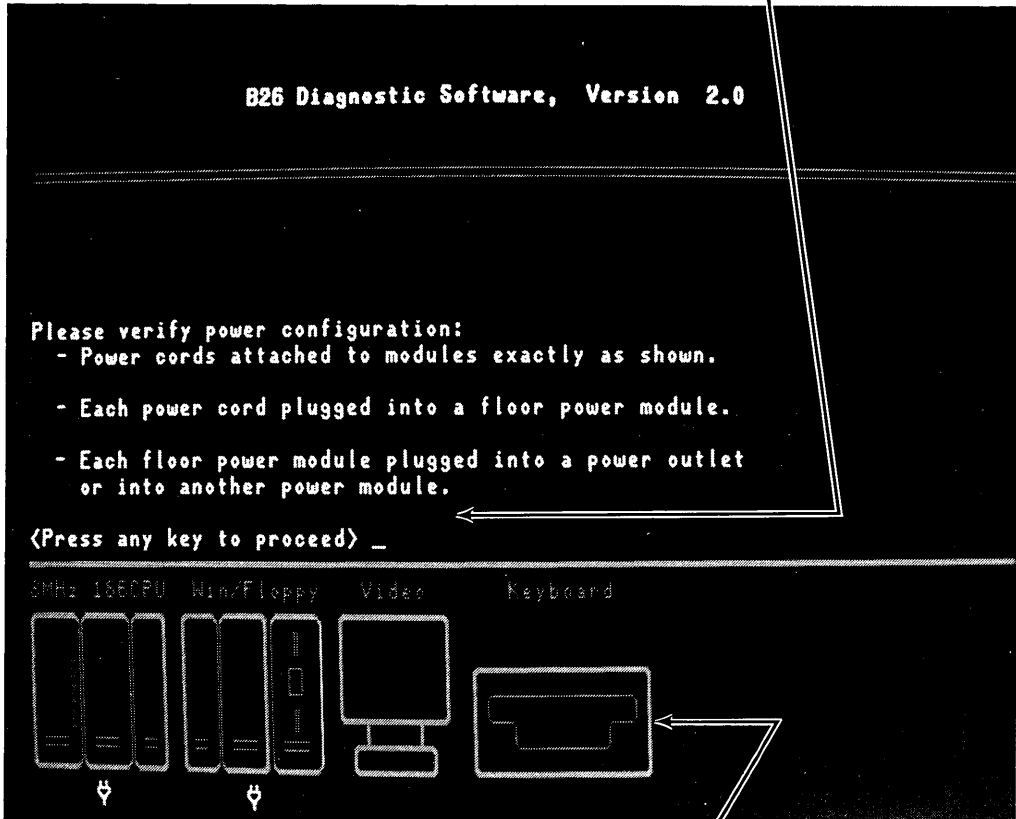 B26 Diagnostic Software, Version 2.0
Please verify power configuration:
- Power cords attached to modules exactly as shown.
- Each power cord plugged into a floor power module.
- Each floor power module plugged into a power outlet
or into another power module.
<Press any key to proceed> _
8MHz 186CPU Win/Floppy Video Keyboard